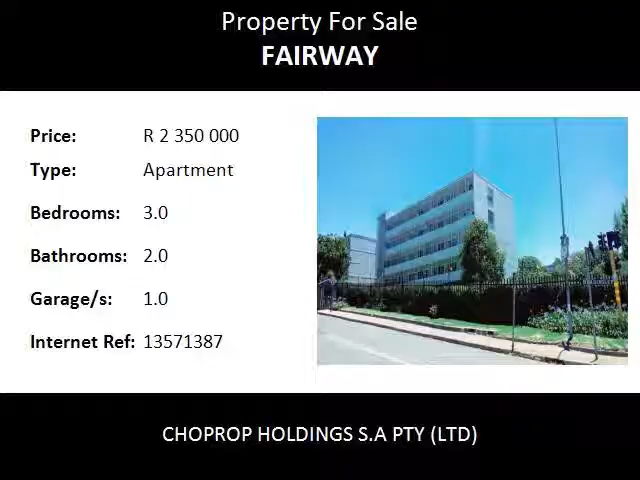 Property For Sale
FAIRWAY
Price: R 2 350 000
Type: Apartment
Bedrooms: 3.0
Bathrooms: 2.0
Garage/s: 1.0
Internet Ref: 13571387
CHOPROP HOLDINGS S.A PTY (LTD)